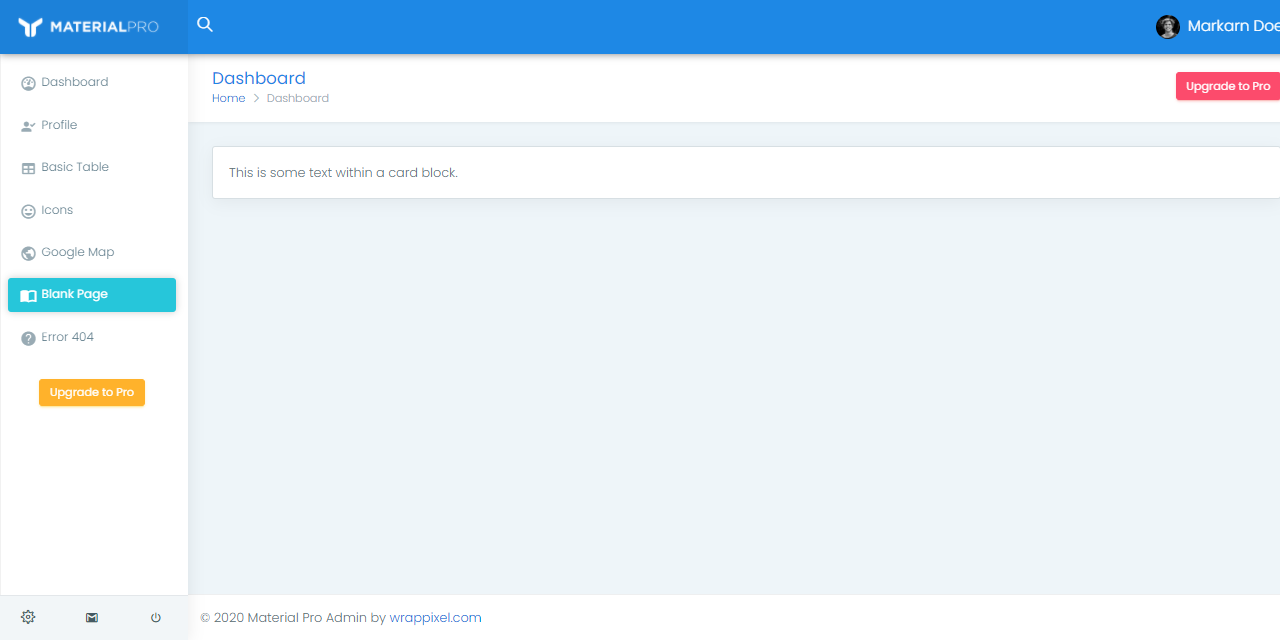 MATERIALPRO
Markarn Doe
Dashboard
Profile
Basic Table
Icons
Google Map
Blank Page
Error 404
Upgrade to Pro
Dashboard
Home > Dashboard
Upgrade to Pro
This is some text within a card block.
© 2020 Material Pro Admin by wrappixel.com